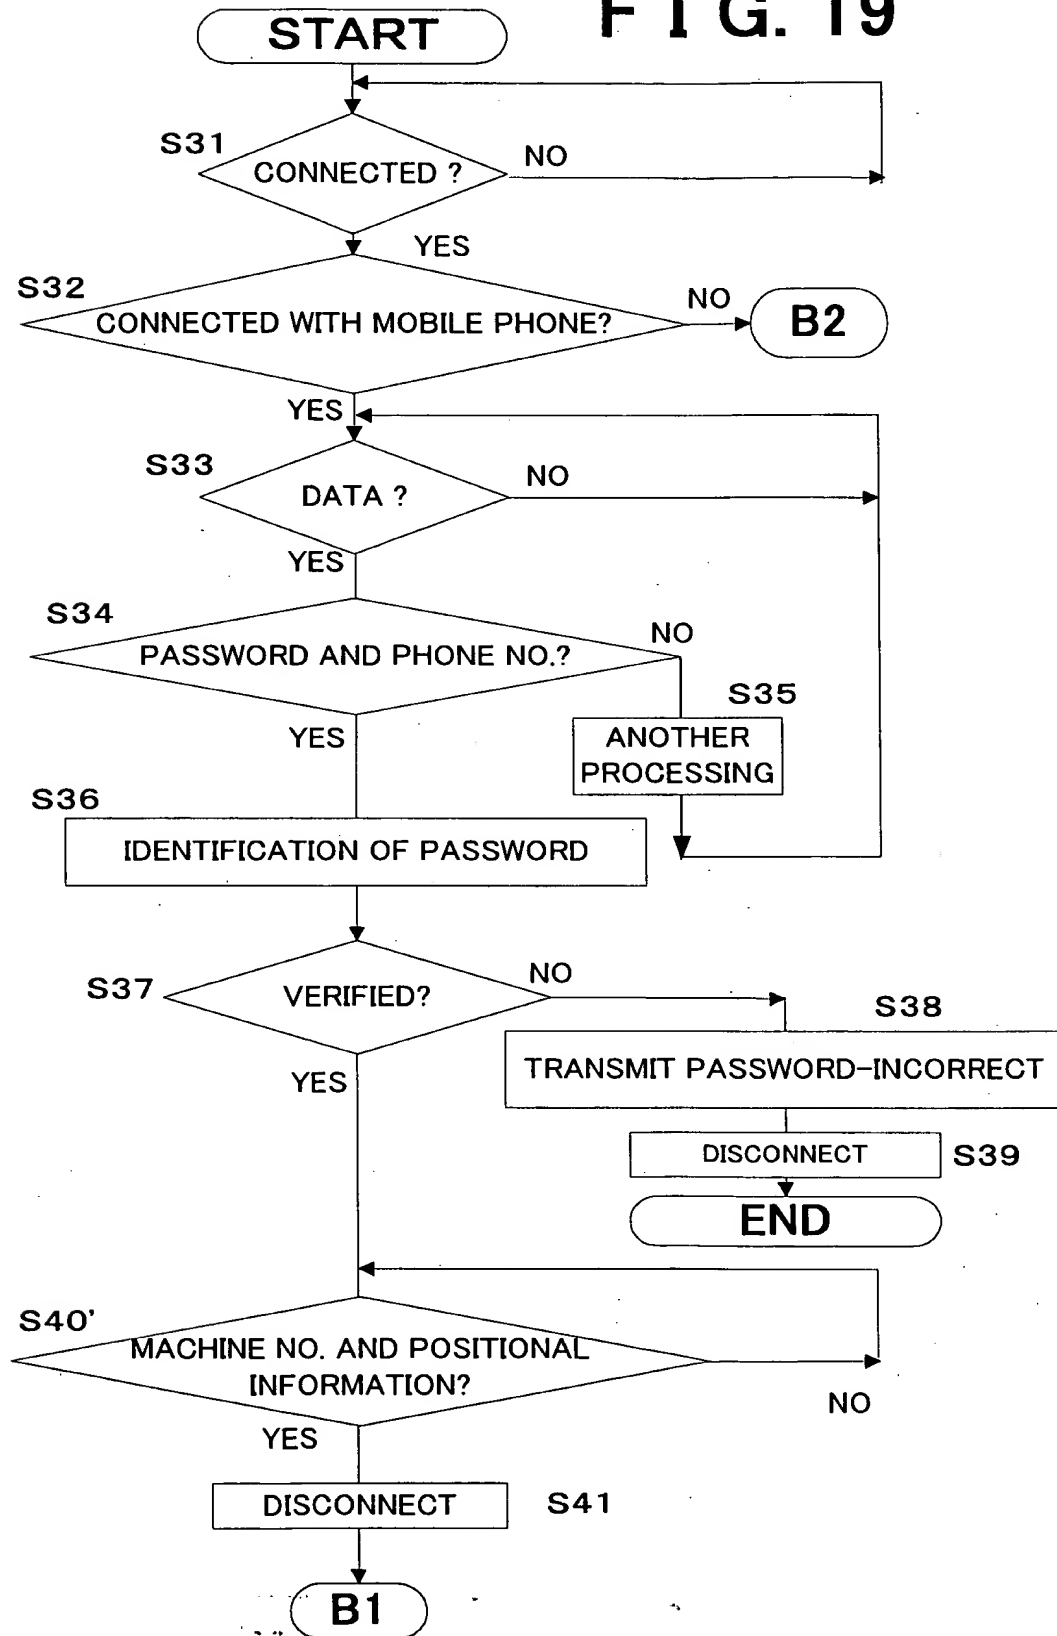 FIG. 19
START
S31
CONNECTED ?
NO
YES
S32
CONNECTED WITH MOBILE PHONE?
NO
B2
YES
S33
DATA ?
NO
YES
S34
PASSWORD AND PHONE NO.?
NO
S35
ANOTHER
PROCESSING
YES
S36
IDENTIFICATION OF PASSWORD
S37
VERIFIED?
NO
S38
TRANSMIT PASSWORD-INCORRECT
YES
DISCONNECT
S39
END
S40'
MACHINE NO. AND POSITIONAL
INFORMATION?
NO
YES
DISCONNECT
S41
B1